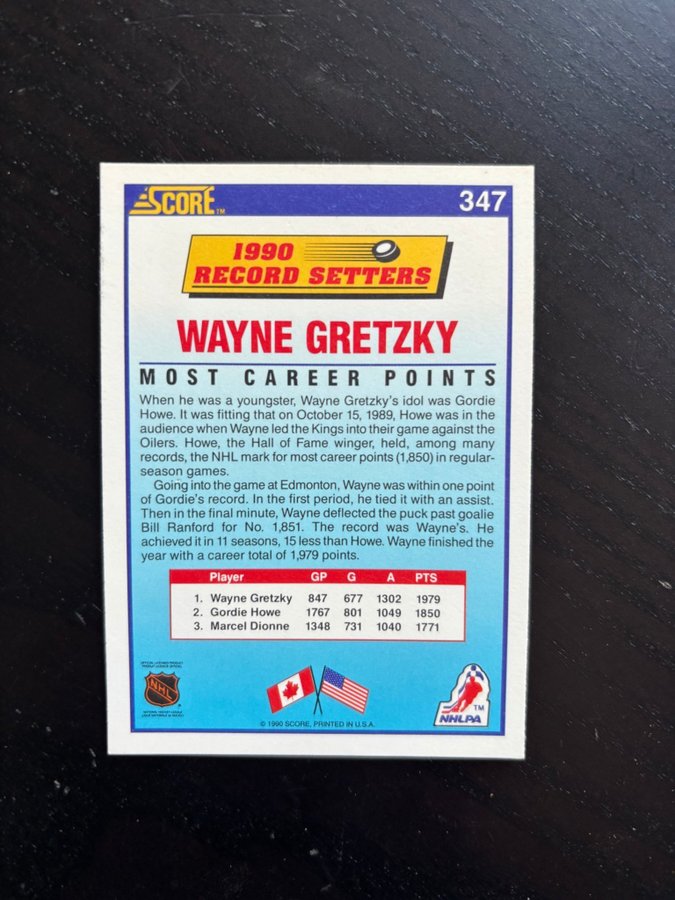 SCORE™
347
1990
RECORD SETTERS
WAYNE GRETZKY
MOST CAREER POINTS
When he was a youngster, Wayne Gretzky's idol was Gordie
Howe. It was fitting that on October 15, 1989, Howe was in the
audience when Wayne led the Kings into their game against the
Oilers. Howe, the Hall of Fame winger, held, among many
records, the NHL mark for most career points (1,850) in regular-
season games.
Going into the game at Edmonton, Wayne was within one point
of Gordie's record. In the first period, he tied it with an assist.
Then in the final minute, Wayne deflected the puck past goalie
Bill Ranford for No. 1,851. The record was Wayne's. He
achieved it in 11 seasons, 15 less than Howe. Wayne finished the
year with a career total of 1,979 points.
Player GP G A PTS
1. Wayne Gretzky 847 677 1302 1979
2. Gordie Howe 1767 801 1049 1850
3. Marcel Dionne 1348 731 1040 1771
NHL
TM
NHLPA
© 1990 SCORE, PRINTED IN U.S.A.